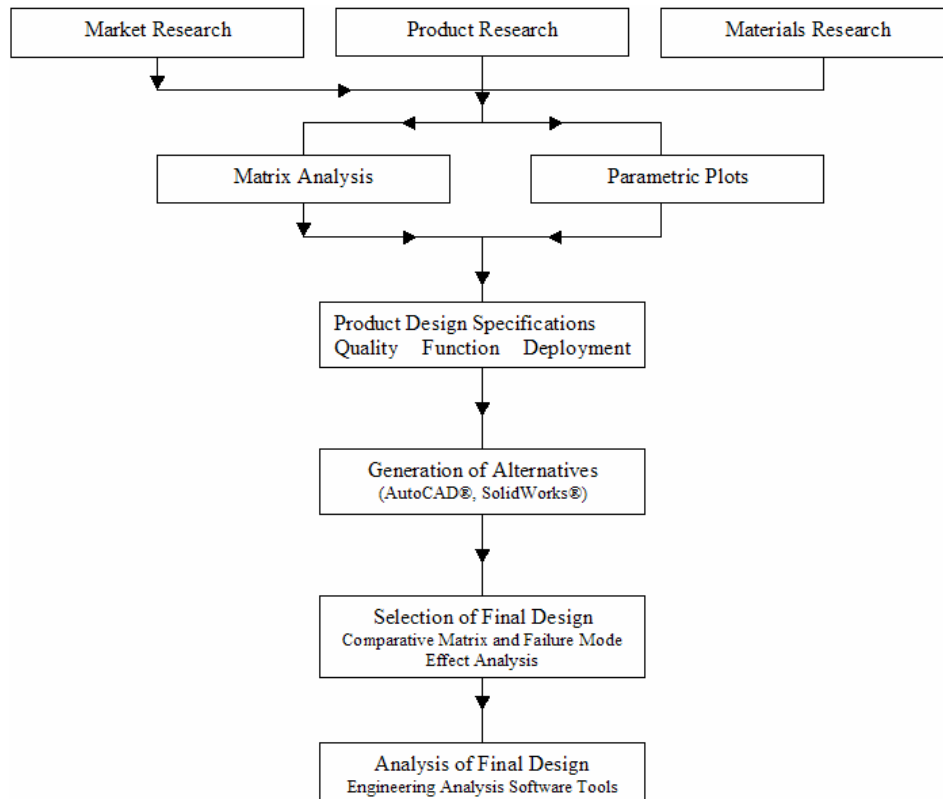 Market Research
Product Research
Materials Research
Matrix Analysis
Parametric Plots
Product Design Specifications
Quality Function Deployment
Generation of Alternatives
(AutoCAD®, SolidWorks®)
Selection of Final Design
Comparative Matrix and Failure Mode
Effect Analysis
Analysis of Final Design
Engineering Analysis Software Tools